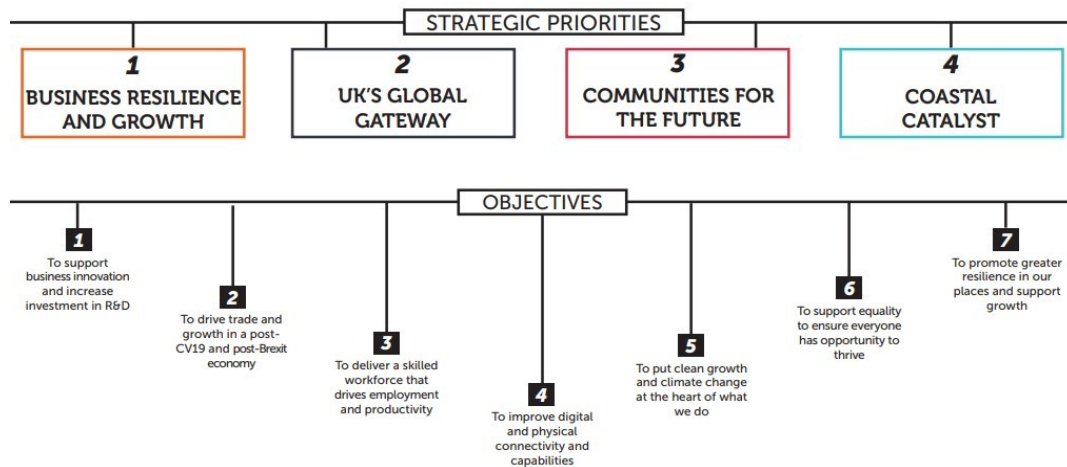 STRATEGIC PRIORITIES
1
BUSINESS RESILIENCE
AND GROWTH
2
UK'S GLOBAL
GATEWAY
3
COMMUNITIES FOR
THE FUTURE
4
COASTAL
CATALYST
OBJECTIVES
1
To support
business innovation
and increase
investment in R&D
2
To drive trade and
growth in a post-
CV19 and post-Brexit
economy
3
To deliver a skilled
workforce that
drives employment
and productivity
4
To improve digital
and physical
connectivity and
capabilities
5
To put clean growth
and climate change
at the heart of what
we do
6
To support equality
to ensure everyone
has opportunity to
thrive
7
To promote greater
resilience in our
places and support
growth